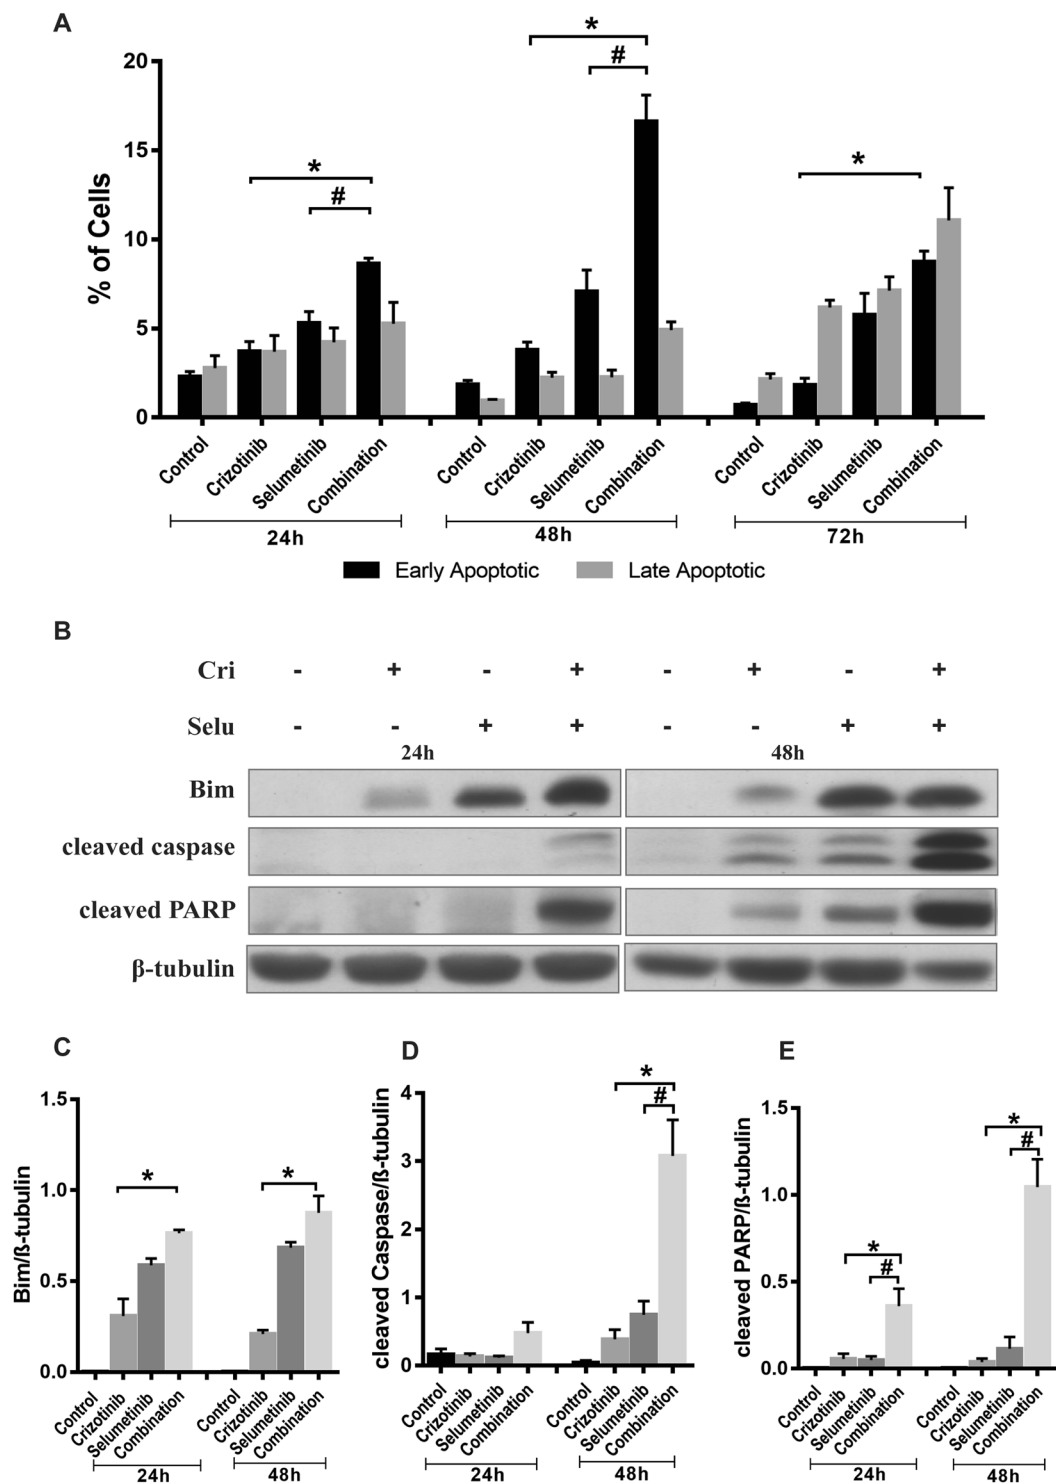 A
20
15
10
5
0
% of Cells
*
#
*
#
*
Control Crizotinib Selumetinib Combination Control Crizotinib Selumetinib Combination Control Crizotinib Selumetinib Combination
24h 48h 72h
Early Apoptotic Late Apoptotic
B
Cri - + - + - + - +
Selu - - + + - - + +
24h 48h
Bim
cleaved caspase
cleaved PARP
ß-tubulin
C
1.5
1.0
0.5
0.0
Bim/ß-tubulin
* *
Control Crizotinib Selumetinib Combination Control Crizotinib Selumetinib Combination
24h 48h
D
4
3
2
1
0
cleaved Caspase/ß-tubulin
*
#
Control Crizotinib Selumetinib Combination Control Crizotinib Selumetinib Combination
24h 48h
E
1.5
1.0
0.5
0.0
cleaved PARP/ß-tubulin
*
#
*
#
Control Crizotinib Selumetinib Combination Control Crizotinib Selumetinib Combination
24h 48h